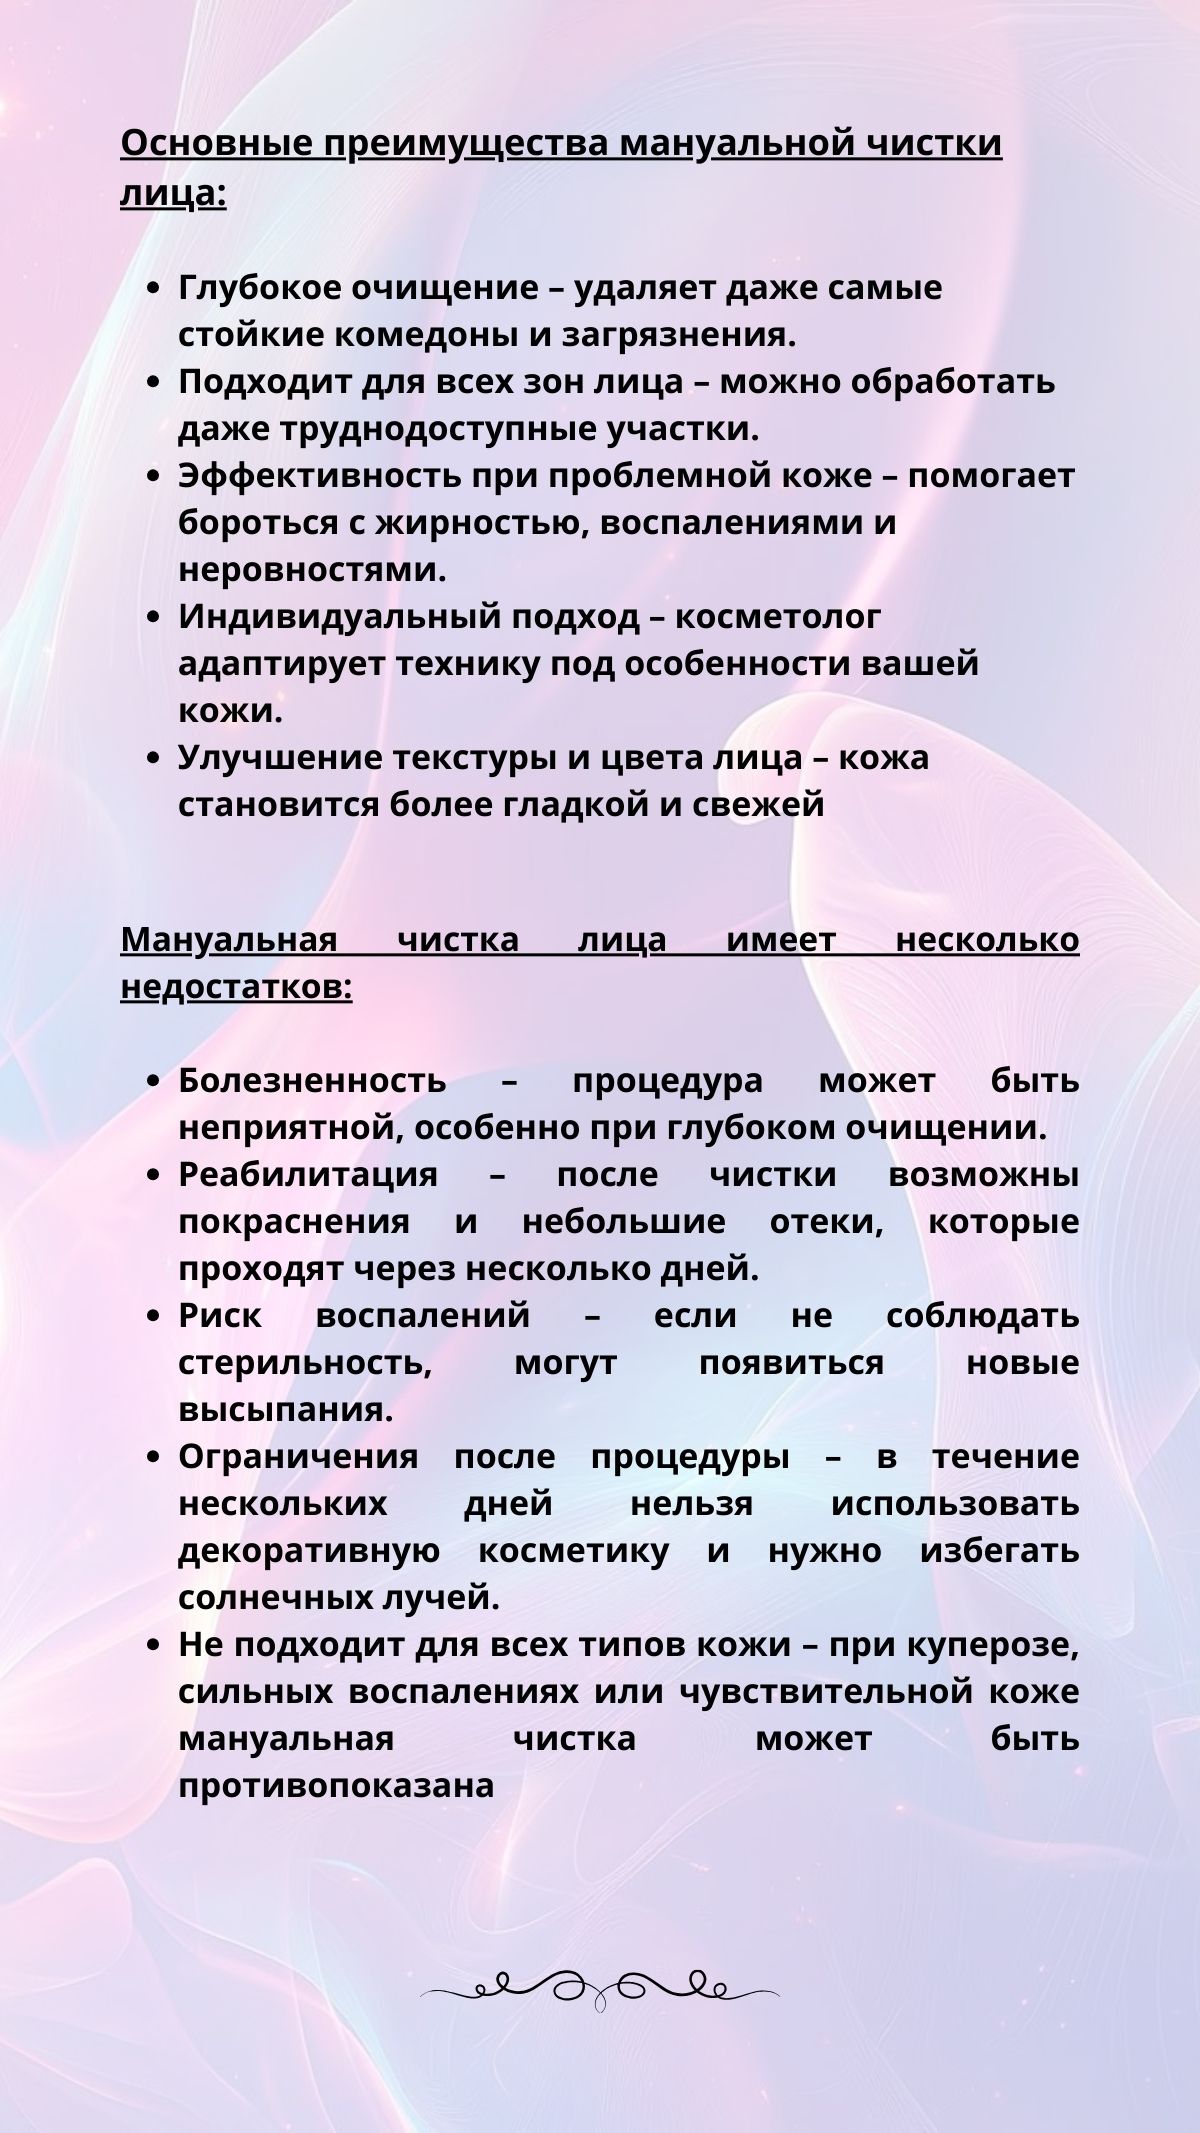 Основные преимущества мануальной чистки
лица:
• Глубокое очищение – удаляет даже самые
стойкие комедоны и загрязнения.
• Подходит для всех зон лица – можно обработать
даже труднодоступные участки.
• Эффективность при проблемной коже – помогает
бороться с жирностью, воспалениями и
неровностями.
• Индивидуальный подход – косметолог
адаптирует технику под особенности вашей
кожи.
• Улучшение текстуры и цвета лица – кожа
становится более гладкой и свежей
Мануальная чистка лица имеет несколько
недостатков:
• Болезненность – процедура может быть
неприятной, особенно при глубоком очищении.
• Реабилитация – после чистки возможны
покраснения и небольшие отеки, которые
проходят через несколько дней.
• Риск воспалений – если не соблюдать
стерильность, могут появиться новые
высыпания.
• Ограничения после процедуры – в течение
нескольких дней нельзя использовать
декоративную косметику и нужно избегать
солнечных лучей.
• Не подходит для всех типов кожи – при куперозе,
сильных воспалениях или чувствительной коже
мануальная чистка может быть
противопоказана